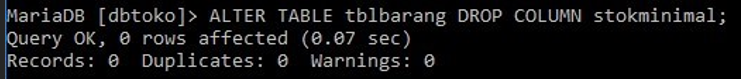 MariaDB [dbtoko]> ALTER TABLE tblbarang DROP COLUMN stokminimal;
Query OK, 0 rows affected (0.07 sec)
Records: 0  Duplicates: 0  Warnings: 0